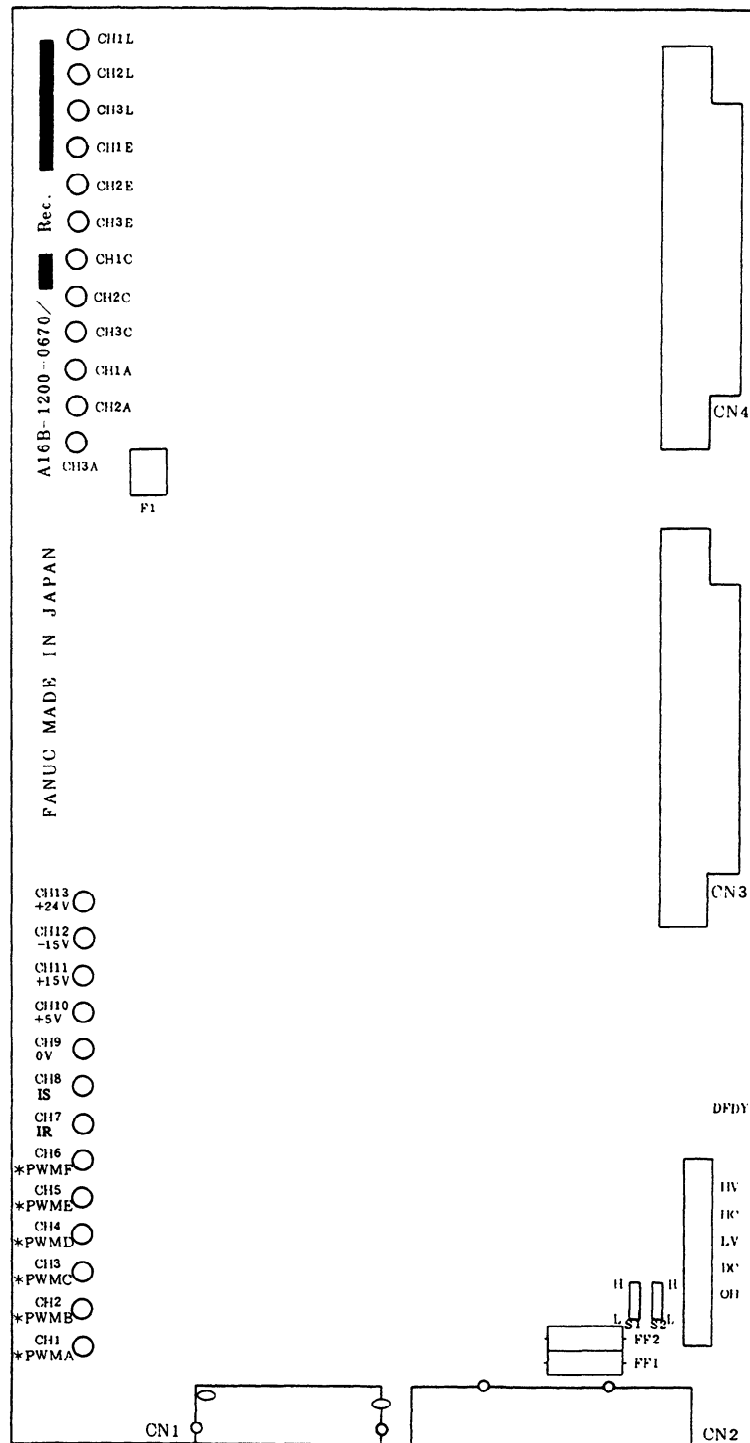 CH1L
CH2L
CH3L
CH1E
CH2E
CH3E
CH1C
CH2C
CH3C
CH1A
CH2A
CH3A
A16B-1200-0670/ Rec.
F1
CN4
FANUC MADE IN JAPAN
CN3
CH13
+24V
CH12
-15V
CH11
+15V
CH10
+5V
CH9
0V
CH8
IS
CH7
IR
CH6
*PWMF
CH5
*PWME
CH4
*PWMD
CH3
*PWMC
CH2
*PWMB
CH1
*PWMA
HV
HC
LV
DC
OH
H H
L S1 S2 L
FF2
FF1
CN1
CN2